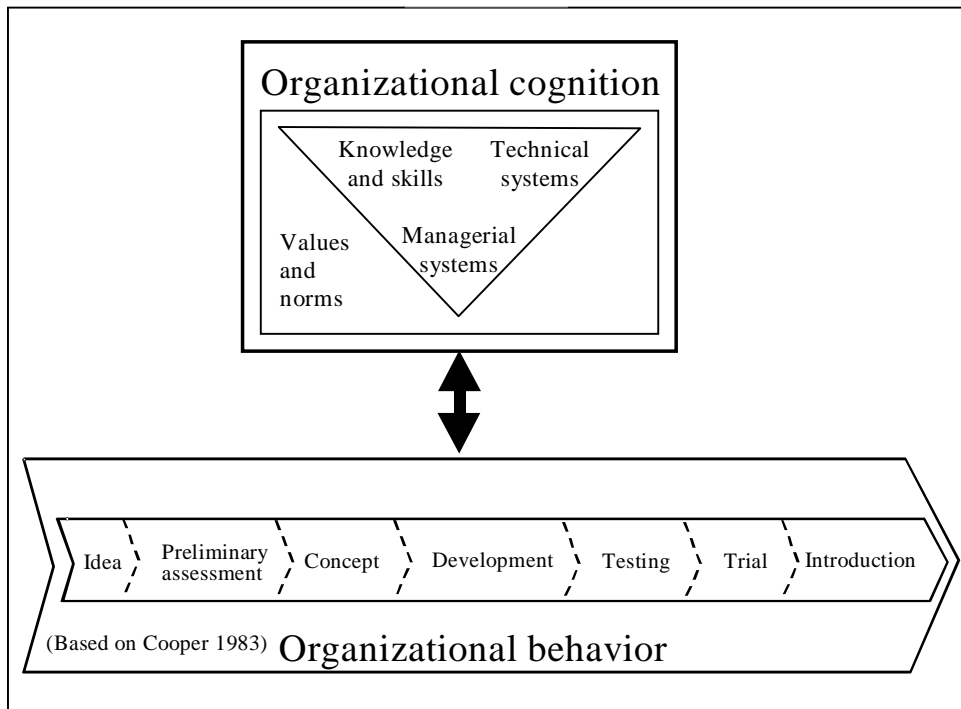 Organizational cognition
Knowledge
and skills
Technical
systems
Managerial
systems
Values
and
norms
Idea
Preliminary
assessment
Concept
Development
Testing
Trial
Introduction
(Based on Cooper 1983)
Organizational behavior